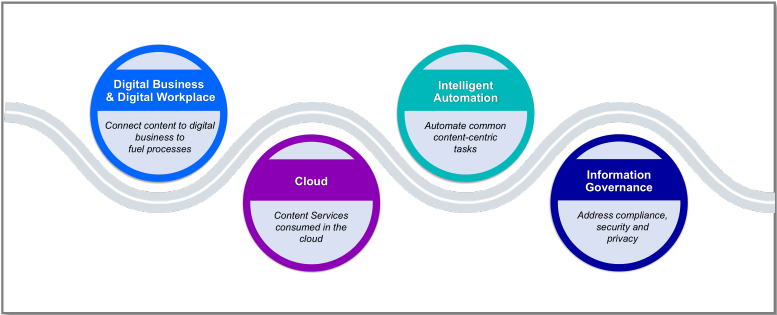 Digital Business
& Digital Workplace
Connect content to digital
business to
fuel processes
Cloud
Content Services
consumed in the
cloud
Intelligent
Automation
Automate common
content-centric
tasks
Information
Governance
Address compliance,
security and
privacy